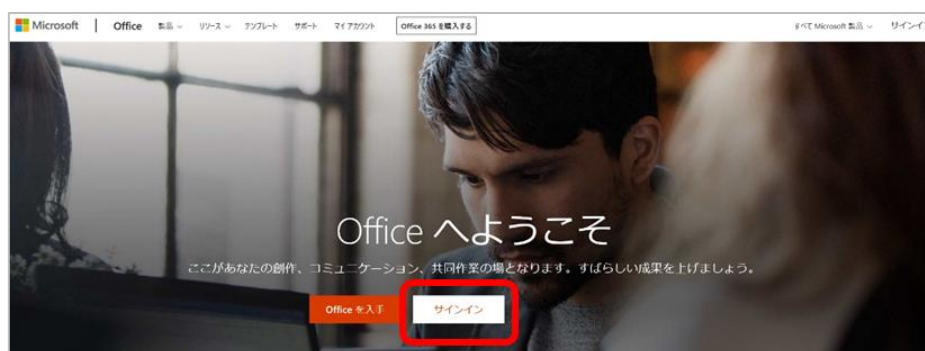 Microsoft | Office 製品 リソース テンプレート サポート マイ アカウント Office 365 を購入する すべて Microsoft 製品 サインイン
Office へようこそ
ここがあなたの創作、コミュニケーション、共同作業の場となります。すばらしい成果を上げましょう。
Office を入手 サインイン